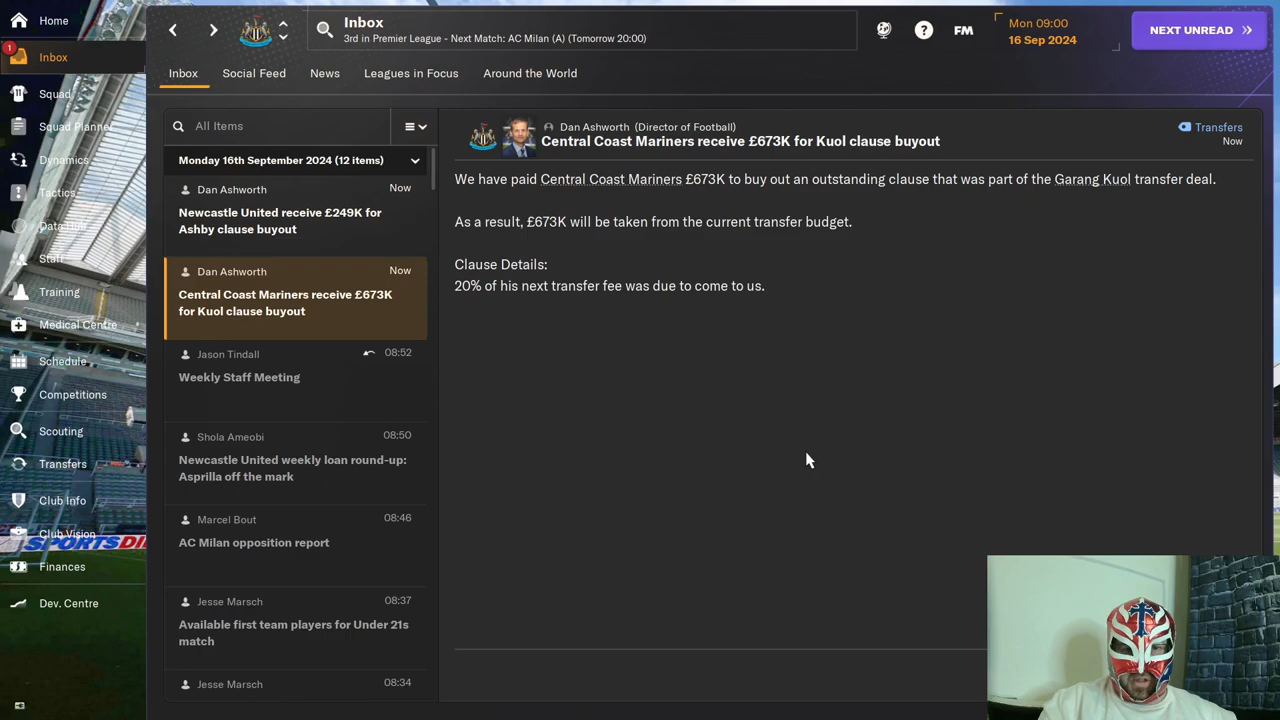 Home
Inbox
3rd in Premier League - Next Match: AC Milan (A) (Tomorrow 20:00)
FM
Mon 09:00
16 Sep 2024
NEXT UNREAD
1
Inbox
Squad
Squad Planner
Dynamics
Tactics
Data Hub
Staff
Training
Medical Centre
Schedule
Competitions
Scouting
Transfers
Club Info
Club Vision
SPORTS DI
Finances
Dev. Centre
Inbox
Social Feed
News
Leagues in Focus
Around the World
All Items
Monday 16th September 2024 (12 items)
Dan Ashworth
Now
Newcastle United receive £249K for
Ashby clause buyout
Dan Ashworth
Now
Central Coast Mariners receive £673K
for Kuol clause buyout
Jason Tindall
08:52
Weekly Staff Meeting
Shola Ameobi
08:50
Newcastle United weekly loan round-up:
Asprilla off the mark
Marcel Bout
08:46
AC Milan opposition report
Jesse Marsch
08:37
Available first team players for Under 21s
match
Jesse Marsch
08:34
Dan Ashworth (Director of Football)
Central Coast Mariners receive £673K for Kuol clause buyout
Transfers
Now
We have paid Central Coast Mariners £673K to buy out an outstanding clause that was part of the Garang Kuol transfer deal.
As a result, £673K will be taken from the current transfer budget.
Clause Details:
20% of his next transfer fee was due to come to us.